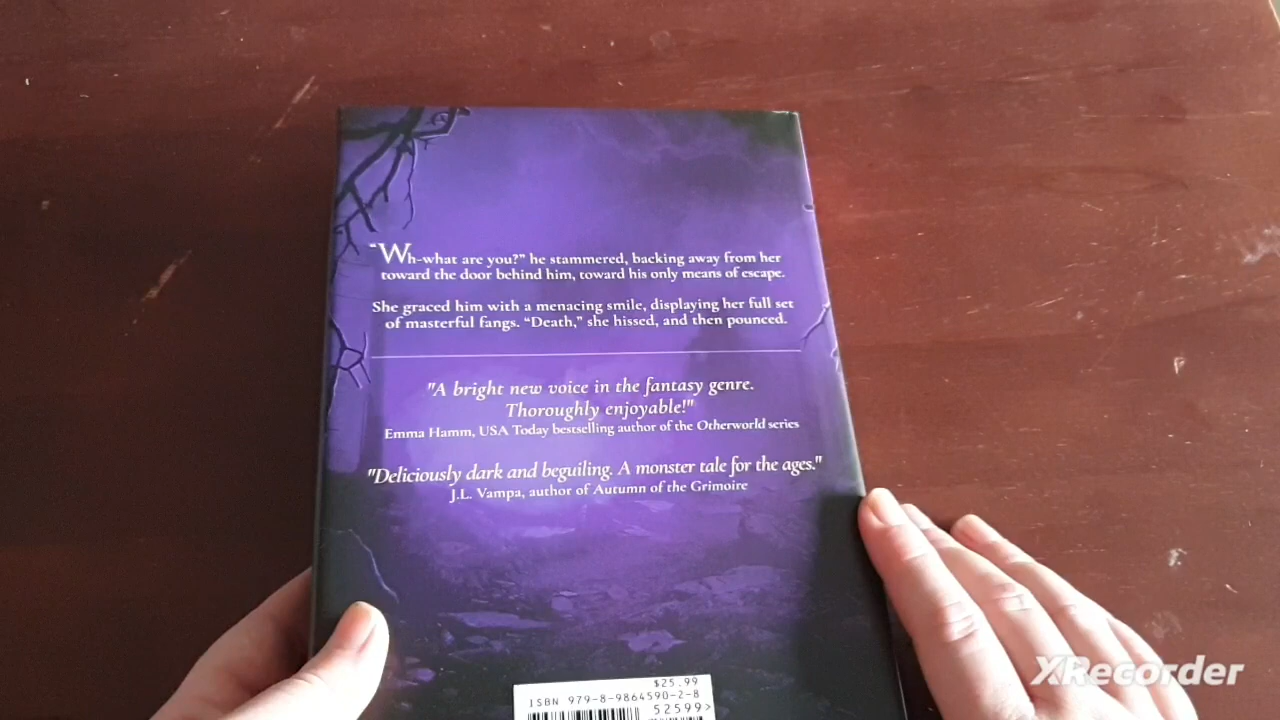 “Wh-what are you?” he stammered, backing away from her
toward the door behind him, toward his only means of escape.
She graced him with a menacing smile, displaying her full set
of masterful fangs. “Death,” she hissed, and then pounced.
"A bright new voice in the fantasy genre.
Thoroughly enjoyable!"
Emma Hamm, USA Today bestselling author of the Otherworld series
"Deliciously dark and beguiling. A monster tale for the ages."
J.L. Vampa, author of Autumn of the Grimoire
$25.99
ISBN 979-8-9864590-2-8
52599>
XRecorder